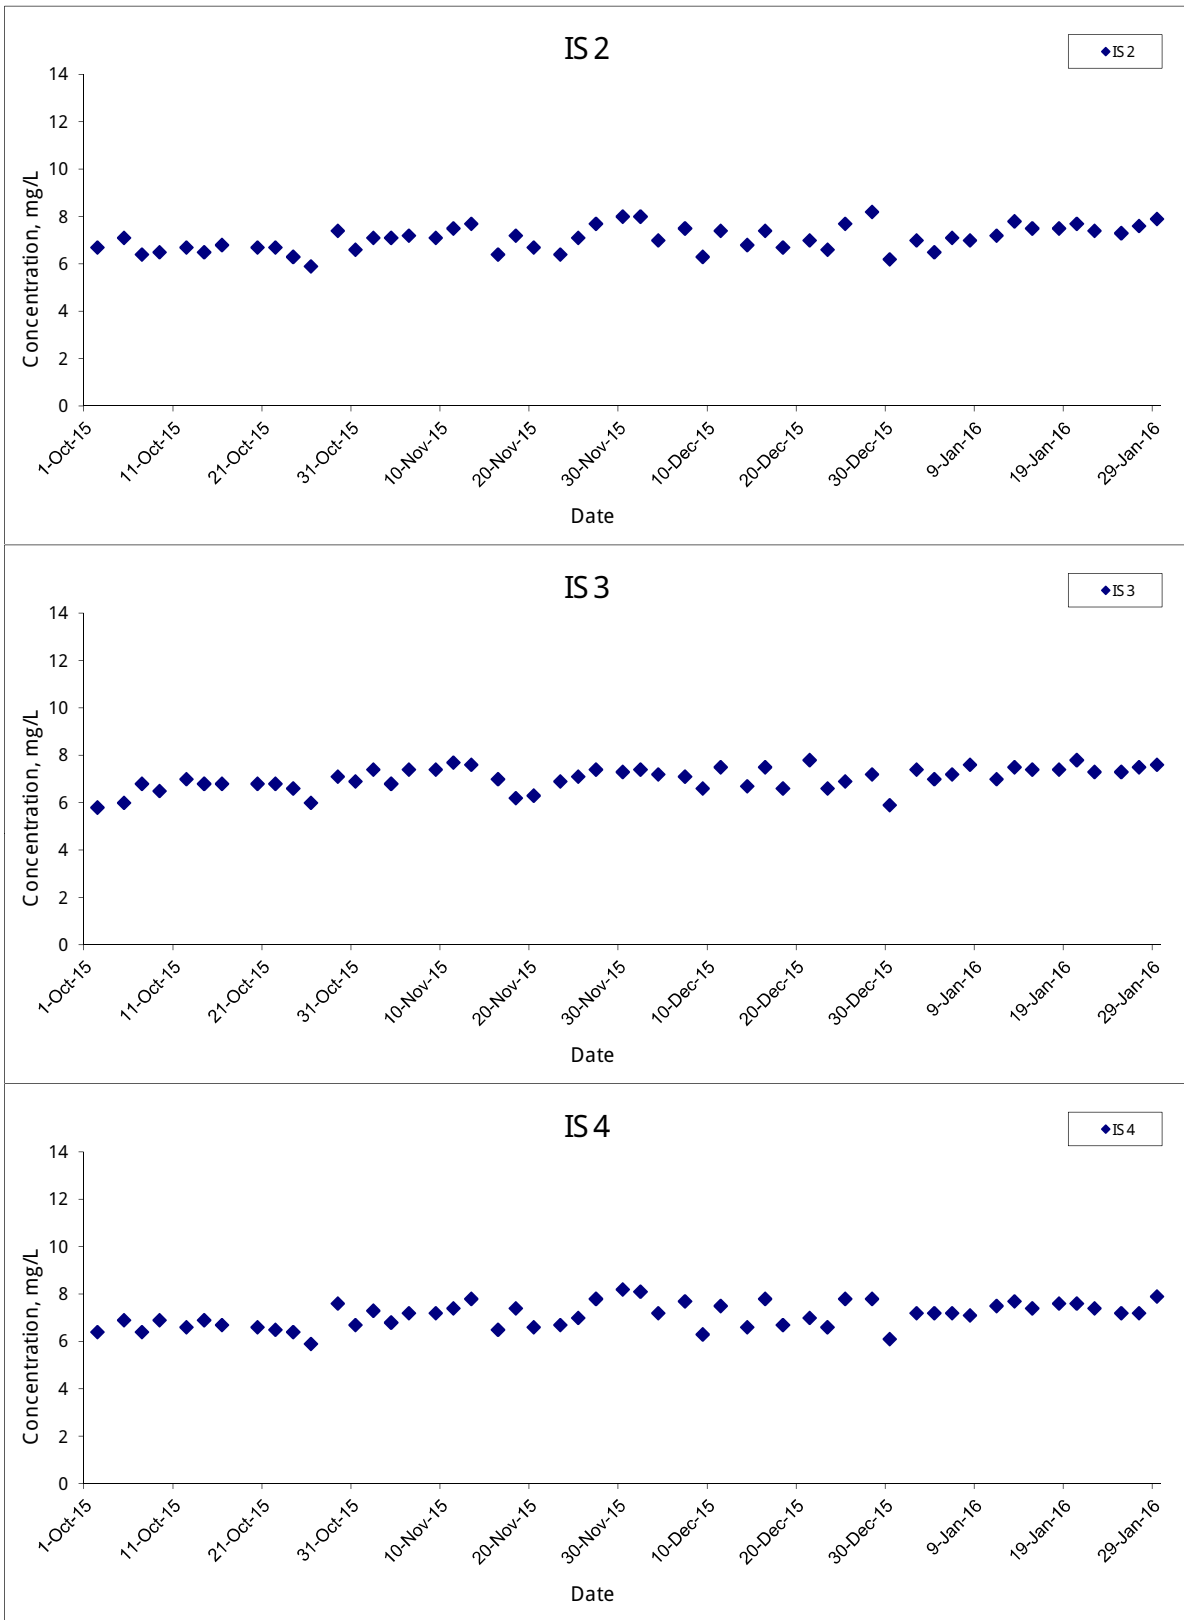 IS 2
IS 2
14
12
10
8
6
4
2
0
Concentration, mg/L
1-Oct-15
11-Oct-15
21-Oct-15
31-Oct-15
10-Nov-15
20-Nov-15
30-Nov-15
10-Dec-15
20-Dec-15
30-Dec-15
9-Jan-16
19-Jan-16
29-Jan-16
Date
IS 3
IS 3
14
12
10
8
6
4
2
0
Concentration, mg/L
1-Oct-15
11-Oct-15
21-Oct-15
31-Oct-15
10-Nov-15
20-Nov-15
30-Nov-15
10-Dec-15
20-Dec-15
30-Dec-15
9-Jan-16
19-Jan-16
29-Jan-16
Date
IS 4
IS 4
14
12
10
8
6
4
2
0
Concentration, mg/L
1-Oct-15
11-Oct-15
21-Oct-15
31-Oct-15
10-Nov-15
20-Nov-15
30-Nov-15
10-Dec-15
20-Dec-15
30-Dec-15
9-Jan-16
19-Jan-16
29-Jan-16
Date